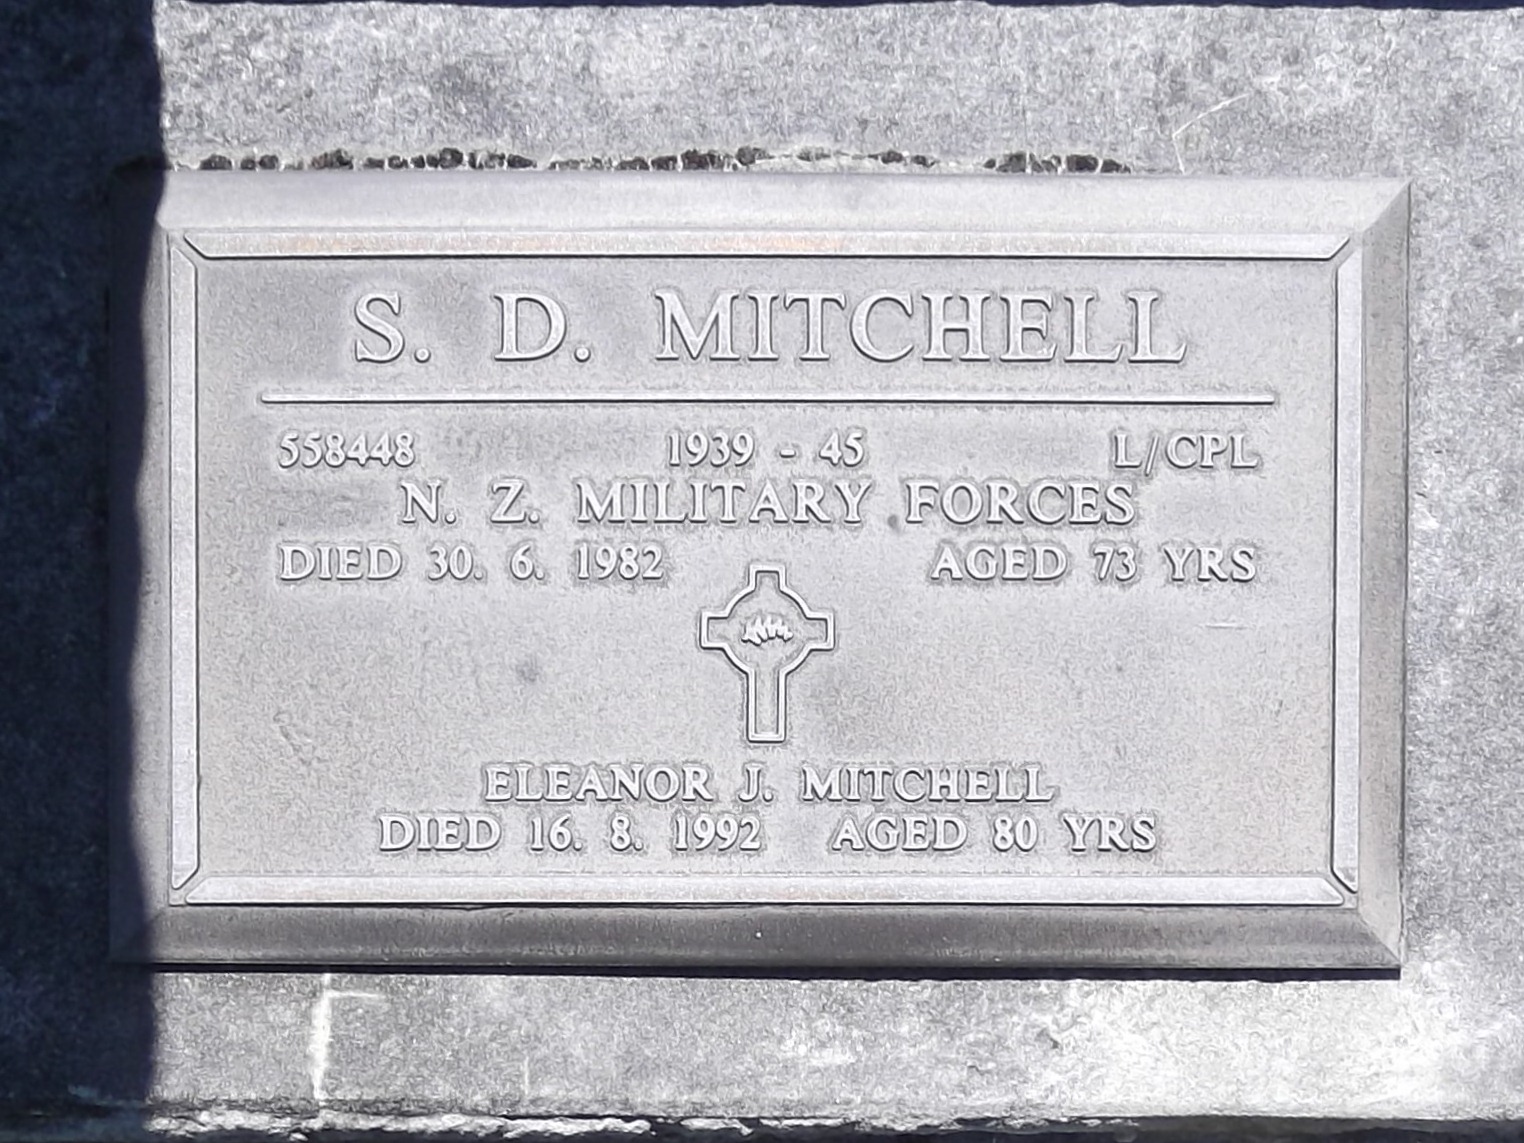 S. D. MITCHELL
558448 1939 - 45 L/CPL
N. Z. MILITARY FORCES
DIED 30. 6. 1982 AGED 73 YRS
ELEANOR J. MITCHELL
DIED 16. 8. 1992 AGED 80 YRS